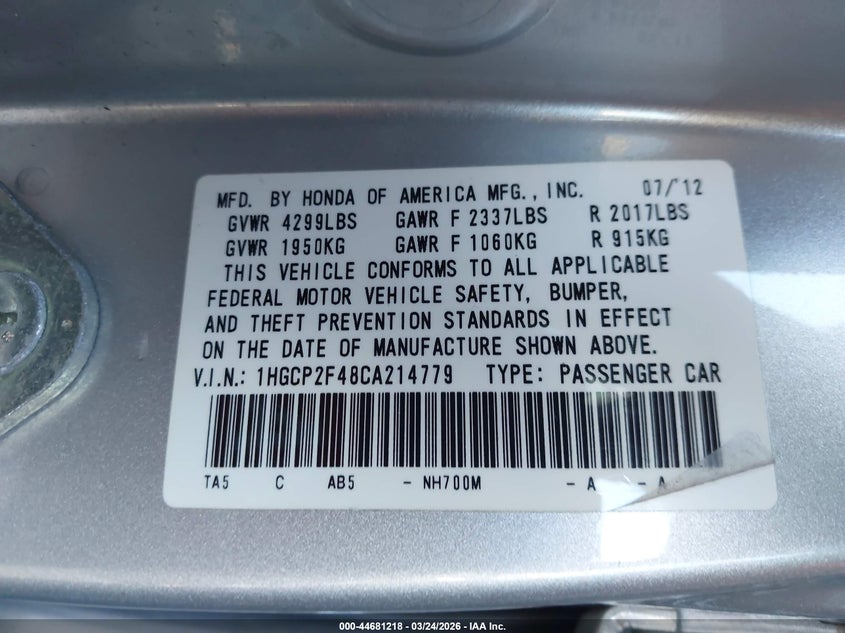 MFD. BY HONDA OF AMERICA MFG., INC. 07/12
GVWR 4299LBS GAWR F 2337LBS R 2017LBS
GVWR 1950KG GAWR F 1060KG R 915KG
THIS VEHICLE CONFORMS TO ALL APPLICABLE
FEDERAL MOTOR VEHICLE SAFETY, BUMPER,
AND THEFT PREVENTION STANDARDS IN EFFECT
ON THE DATE OF MANUFACTURE SHOWN ABOVE.
V.I.N.: 1HGCP2F48CA214779 TYPE: PASSENGER CAR
TA5 C AB5 - NH700M - A - A
000-44681218 - 03/24/2026 - IAA Inc.